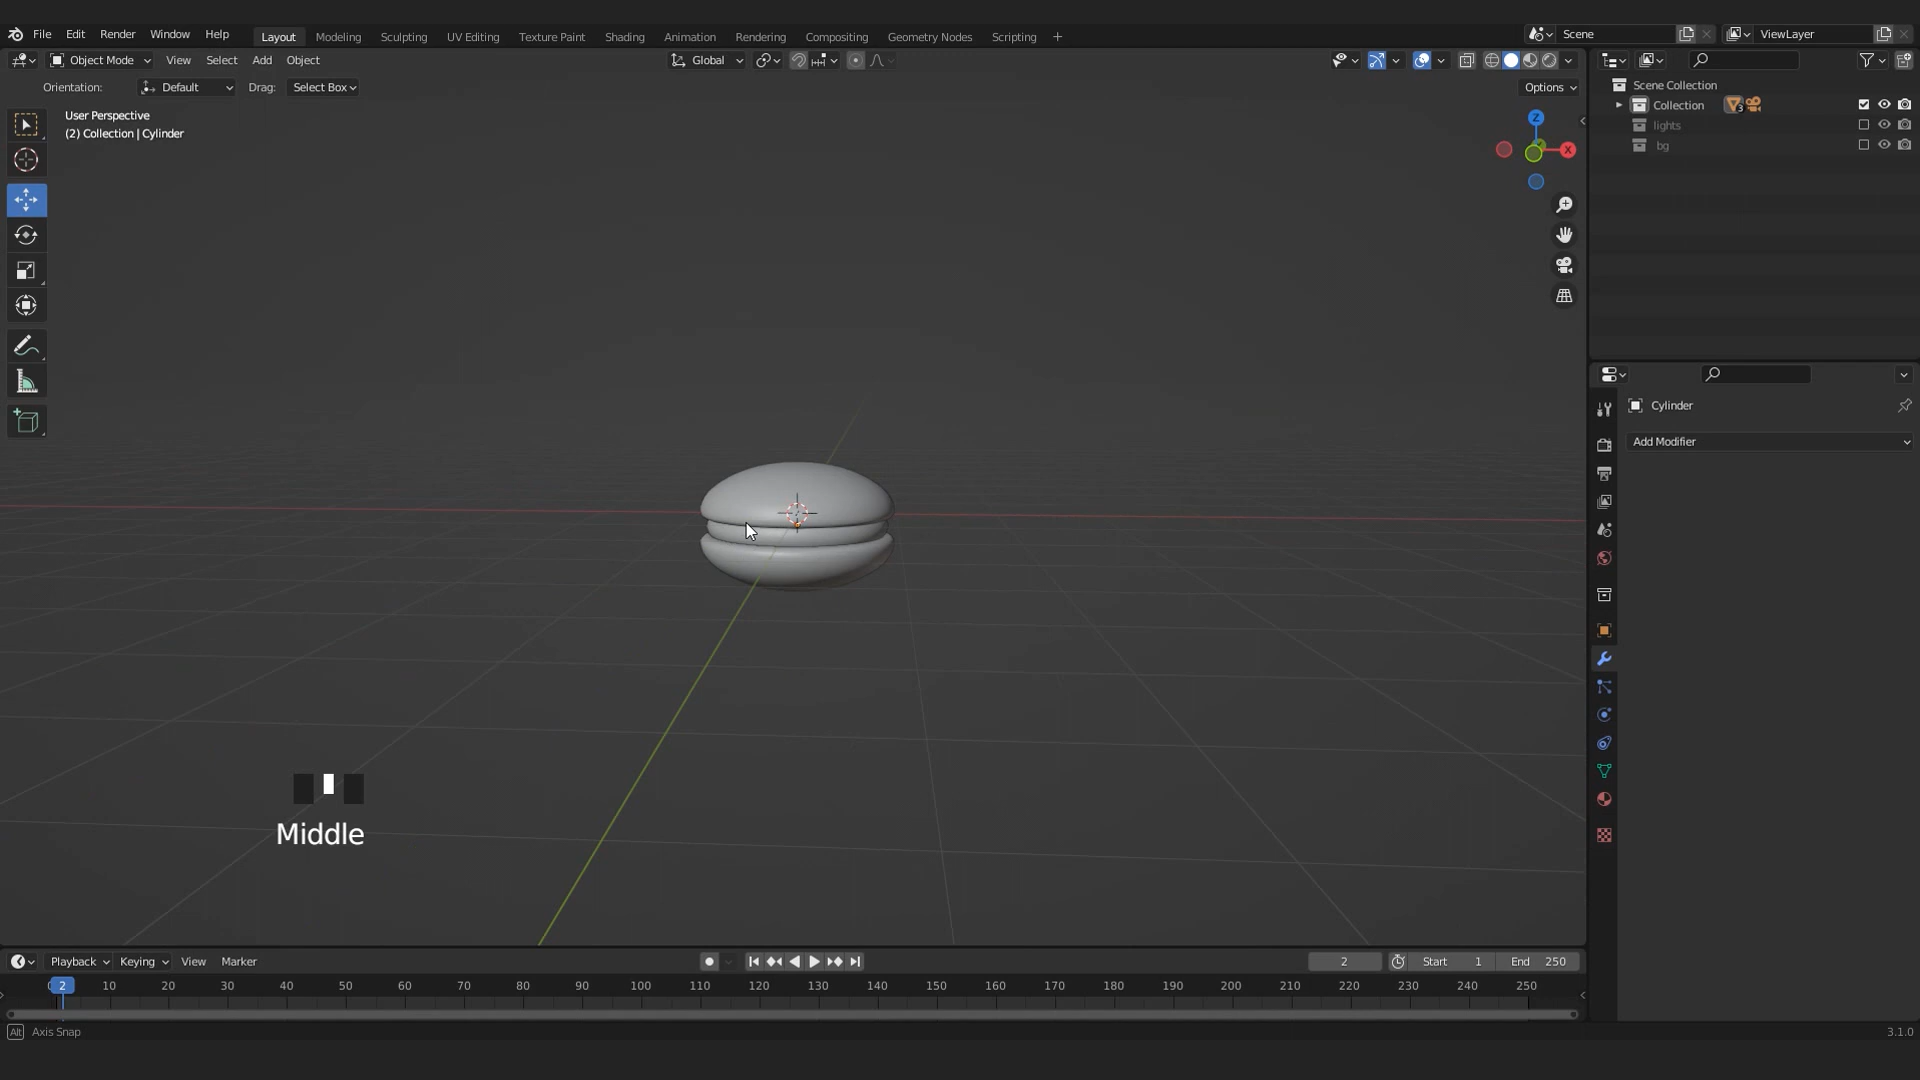 File Edit Render Window Help Layout Modeling Sculpting UV Editing Texture Paint Shading Animation Rendering Compositing Geometry Nodes Scripting + Scene ViewLayer
Object Mode View Select Add Object Global
Orientation: Default Drag: Select Box Options
User Perspective
(2) Collection | Cylinder
Z
X
Scene Collection
Collection 3
lights
bg
Cylinder
Add Modifier
Middle
Playback Keying View Marker 2 Start 1 End 250
2 10 20 30 40 50 60 70 80 90 100 110 120 130 140 150 160 170 180 190 200 210 220 230 240 250
Alt Axis Snap 3.1.0